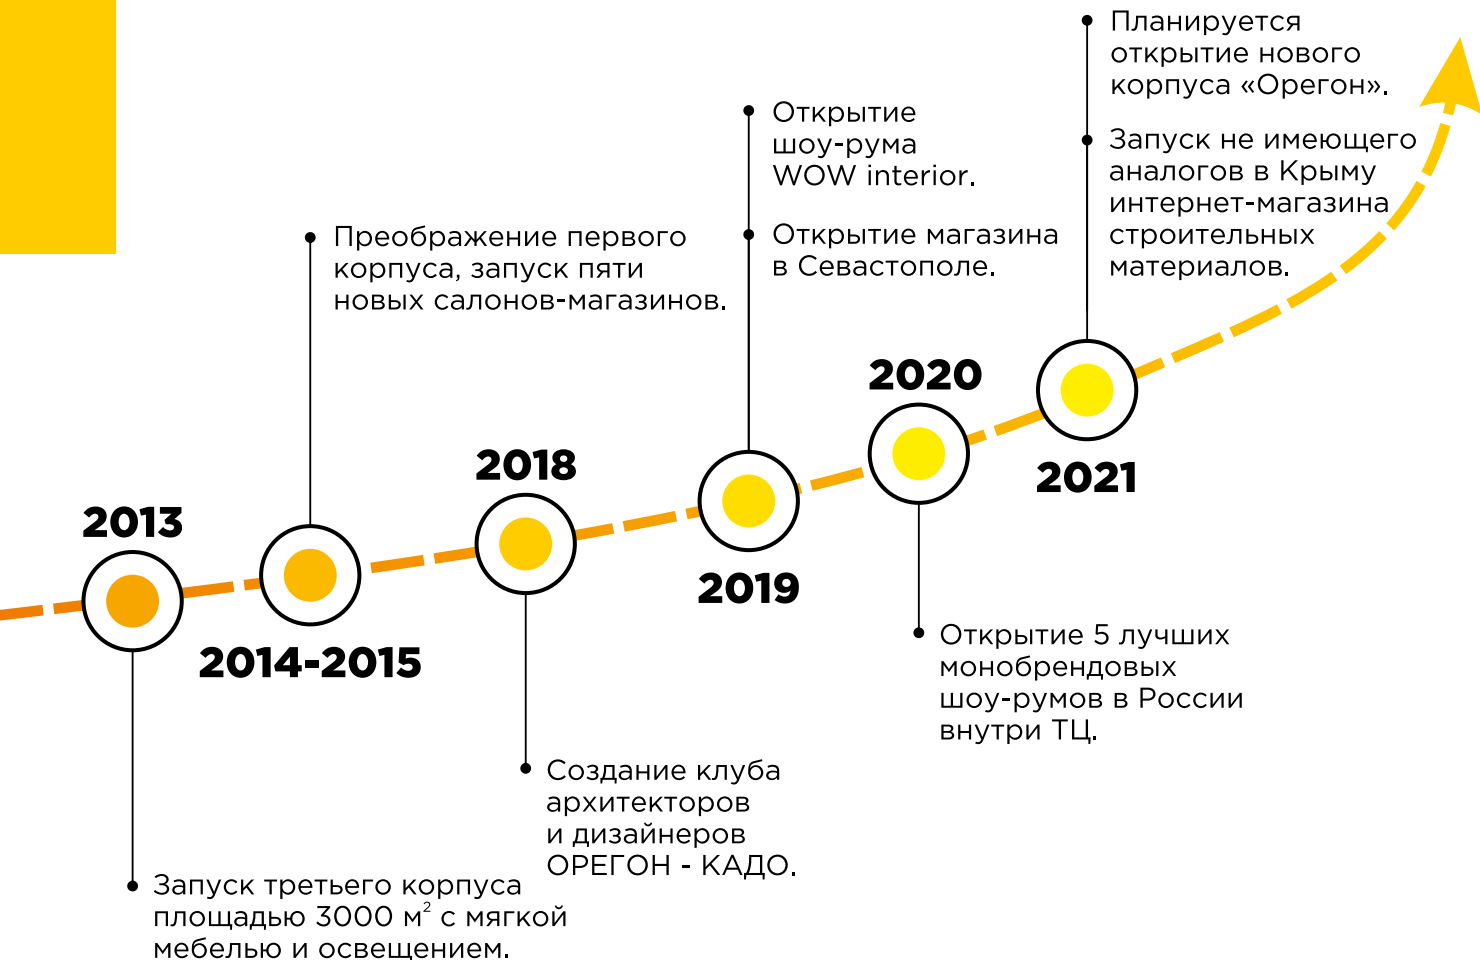 2013
Запуск третьего корпуса
площадью 3000 м² с мягкой
мебелью и освещением.
2014-2015
Преображение первого
корпуса, запуск пяти
новых салонов-магазинов.
2018
Создание клуба
архитекторов
и дизайнеров
ОРЕГОН - КАДО.
2019
Открытие
шоу-рума
WOW interior.
Открытие магазина
в Севастополе.
2020
Открытие 5 лучших
монобрендовых
шоу-румов в России
внутри ТЦ.
2021
Планируется
открытие нового
корпуса «Орегон».
Запуск не имеющего
аналогов в Крыму
интернет-магазина
строительных
материалов.